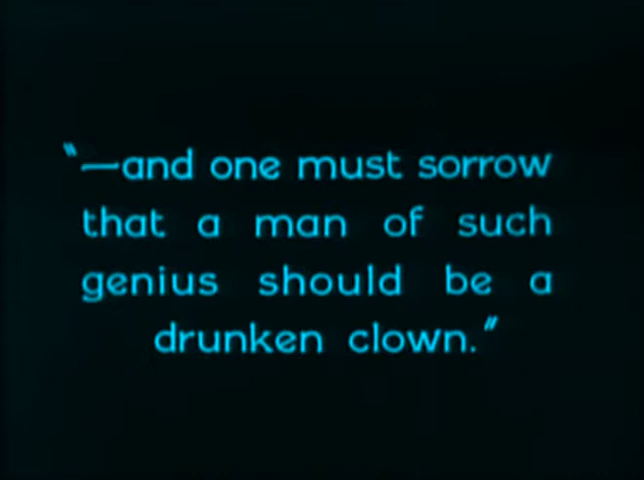 "—and one must sorrow
that a man of such
genius should be a
drunken clown."